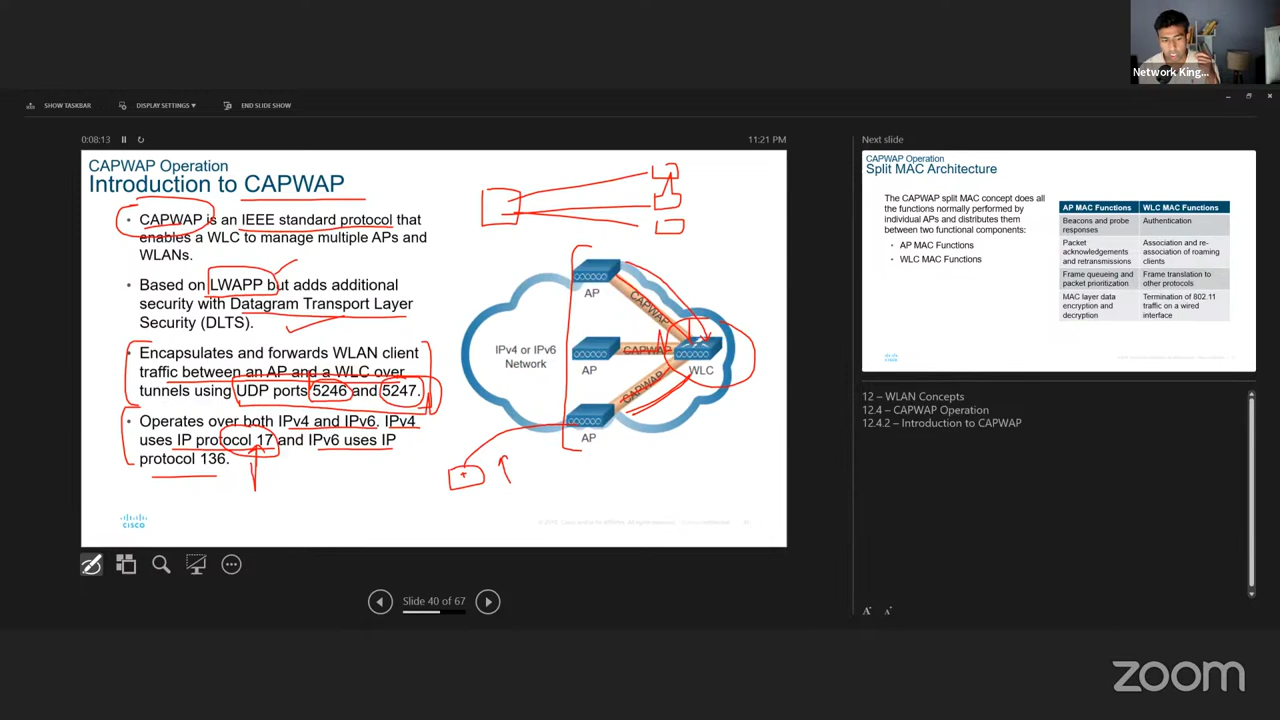 Network King...
SHOW TASKBAR
DISPLAY SETTINGS
END SLIDE SHOW
0:08:13
11:21 PM
Next slide
CAPWAP Operation
Introduction to CAPWAP
• CAPWAP is an IEEE standard protocol that
enables a WLC to manage multiple APs and
WLANs.
• Based on LWAPP but adds additional
security with Datagram Transport Layer
Security (DLTS).
• Encapsulates and forwards WLAN client
traffic between an AP and a WLC over
tunnels using UDP ports 5246 and 5247.
• Operates over both IPv4 and IPv6. IPv4
uses IP protocol 17 and IPv6 uses IP
protocol 136.
IPv4 or IPv6
Network
AP
AP
AP
CAPWAP
CAPWAP
CAPWAP
WLC
CISCO
CAPWAP Operation
Split MAC Architecture
The CAPWAP split MAC concept does all
the functions normally performed by
individual APs and distributes them
between two functional components:
• AP MAC Functions
• WLC MAC Functions
AP MAC Functions WLC MAC Functions
Beacons and probe
responses
Authentication
Packet
acknowledgements
and retransmissions
Association and re-
association of roaming
clients
Frame queueing and
packet prioritization
Frame translation to
other protocols
MAC layer data
encryption and
decryption
Termination of 802.11
traffic on a wired
interface
12 – WLAN Concepts
12.4 – CAPWAP Operation
12.4.2 – Introduction to CAPWAP
Slide 40 of 67
A A
zoom